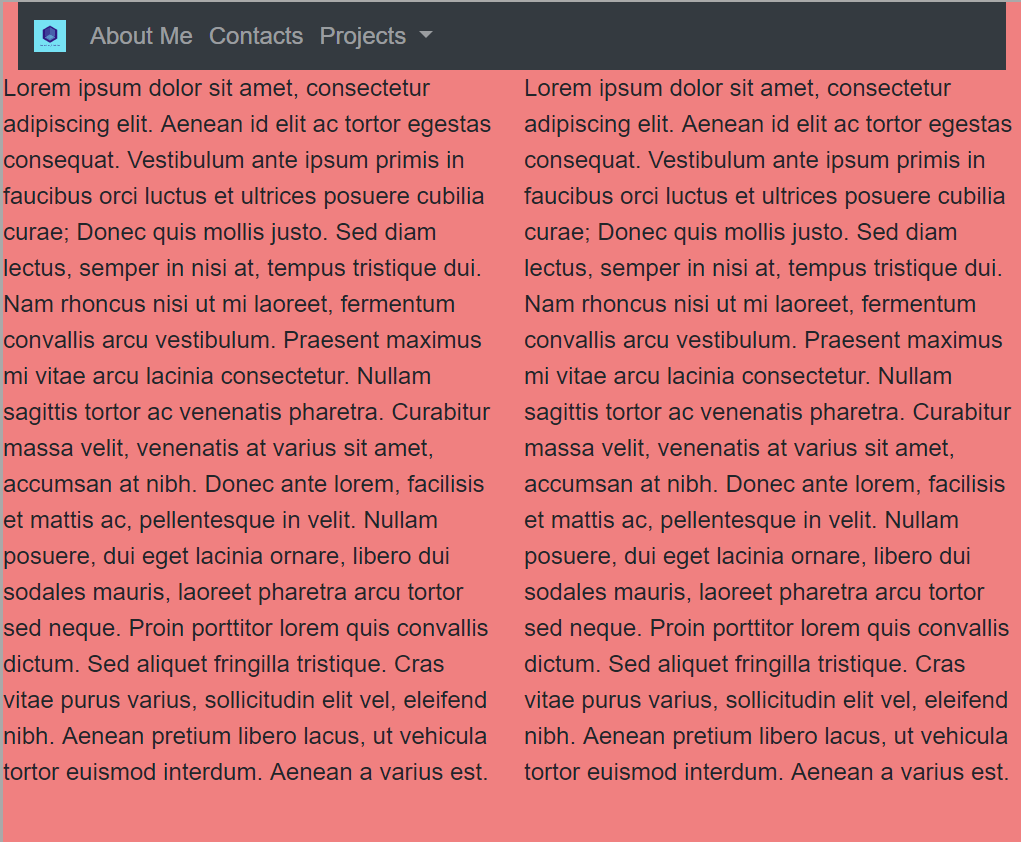 About Me Contacts Projects
Lorem ipsum dolor sit amet, consectetur
adipiscing elit. Aenean id elit ac tortor egestas
consequat. Vestibulum ante ipsum primis in
faucibus orci luctus et ultrices posuere cubilia
curae; Donec quis mollis justo. Sed diam
lectus, semper in nisi at, tempus tristique dui.
Nam rhoncus nisi ut mi laoreet, fermentum
convallis arcu vestibulum. Praesent maximus
mi vitae arcu lacinia consectetur. Nullam
sagittis tortor ac venenatis pharetra. Curabitur
massa velit, venenatis at varius sit amet,
accumsan at nibh. Donec ante lorem, facilisis
et mattis ac, pellentesque in velit. Nullam
posuere, dui eget lacinia ornare, libero dui
sodales mauris, laoreet pharetra arcu tortor
sed neque. Proin porttitor lorem quis convallis
dictum. Sed aliquet fringilla tristique. Cras
vitae purus varius, sollicitudin elit vel, eleifend
nibh. Aenean pretium libero lacus, ut vehicula
tortor euismod interdum. Aenean a varius est.
Lorem ipsum dolor sit amet, consectetur
adipiscing elit. Aenean id elit ac tortor egestas
consequat. Vestibulum ante ipsum primis in
faucibus orci luctus et ultrices posuere cubilia
curae; Donec quis mollis justo. Sed diam
lectus, semper in nisi at, tempus tristique dui.
Nam rhoncus nisi ut mi laoreet, fermentum
convallis arcu vestibulum. Praesent maximus
mi vitae arcu lacinia consectetur. Nullam
sagittis tortor ac venenatis pharetra. Curabitur
massa velit, venenatis at varius sit amet,
accumsan at nibh. Donec ante lorem, facilisis
et mattis ac, pellentesque in velit. Nullam
posuere, dui eget lacinia ornare, libero dui
sodales mauris, laoreet pharetra arcu tortor
sed neque. Proin porttitor lorem quis convallis
dictum. Sed aliquet fringilla tristique. Cras
vitae purus varius, sollicitudin elit vel, eleifend
nibh. Aenean pretium libero lacus, ut vehicula
tortor euismod interdum. Aenean a varius est.